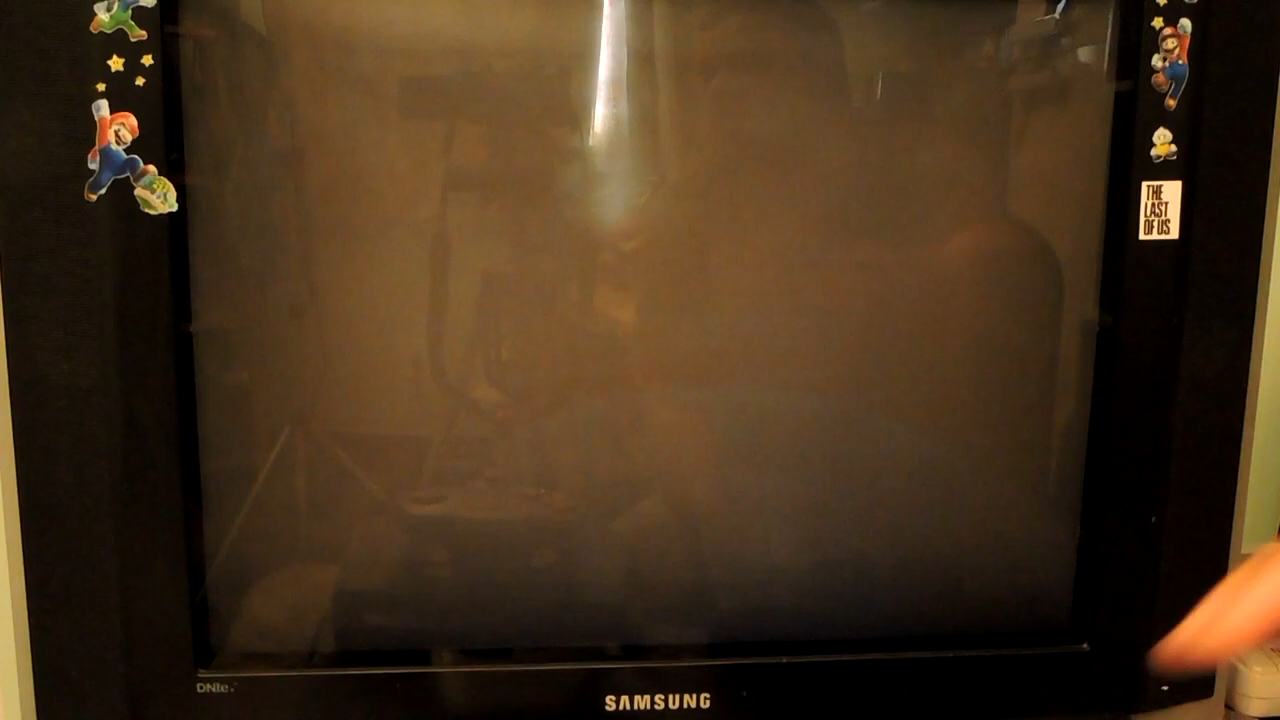 THE
LAST
OF US
DNIe.
SAMSUNG